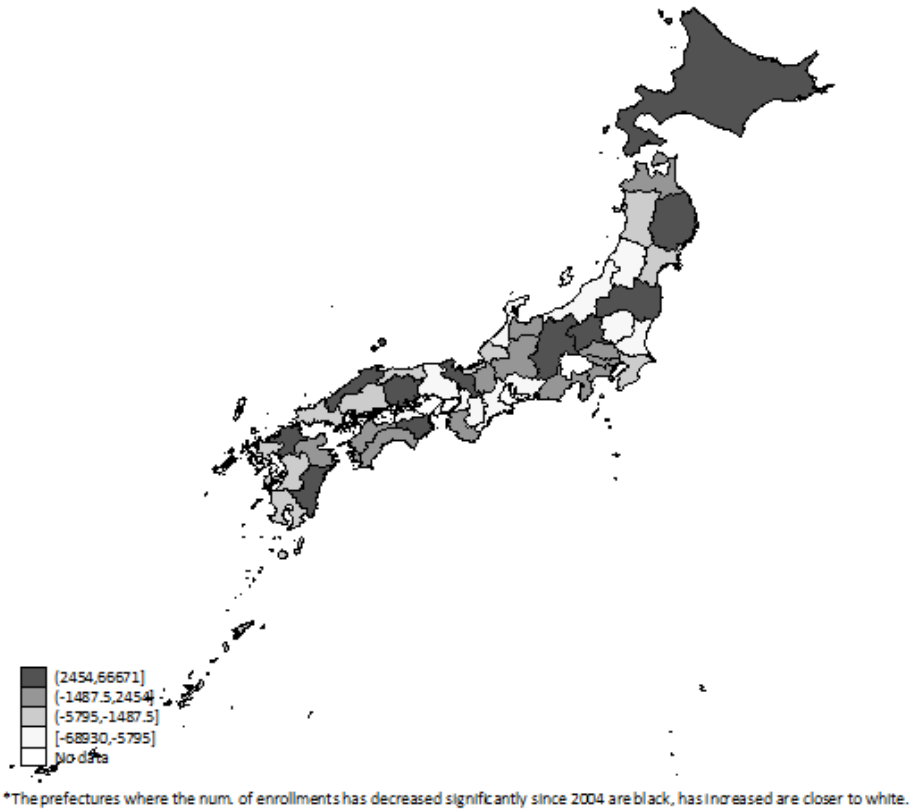 (2454,66671]
(-1487.5,2454]
(-5795,-1487.5]
[-68930,-5795]
No data
*The prefectures where the num. of enrollments has decreased significantly since 2004 are black, has increased are closer to white.